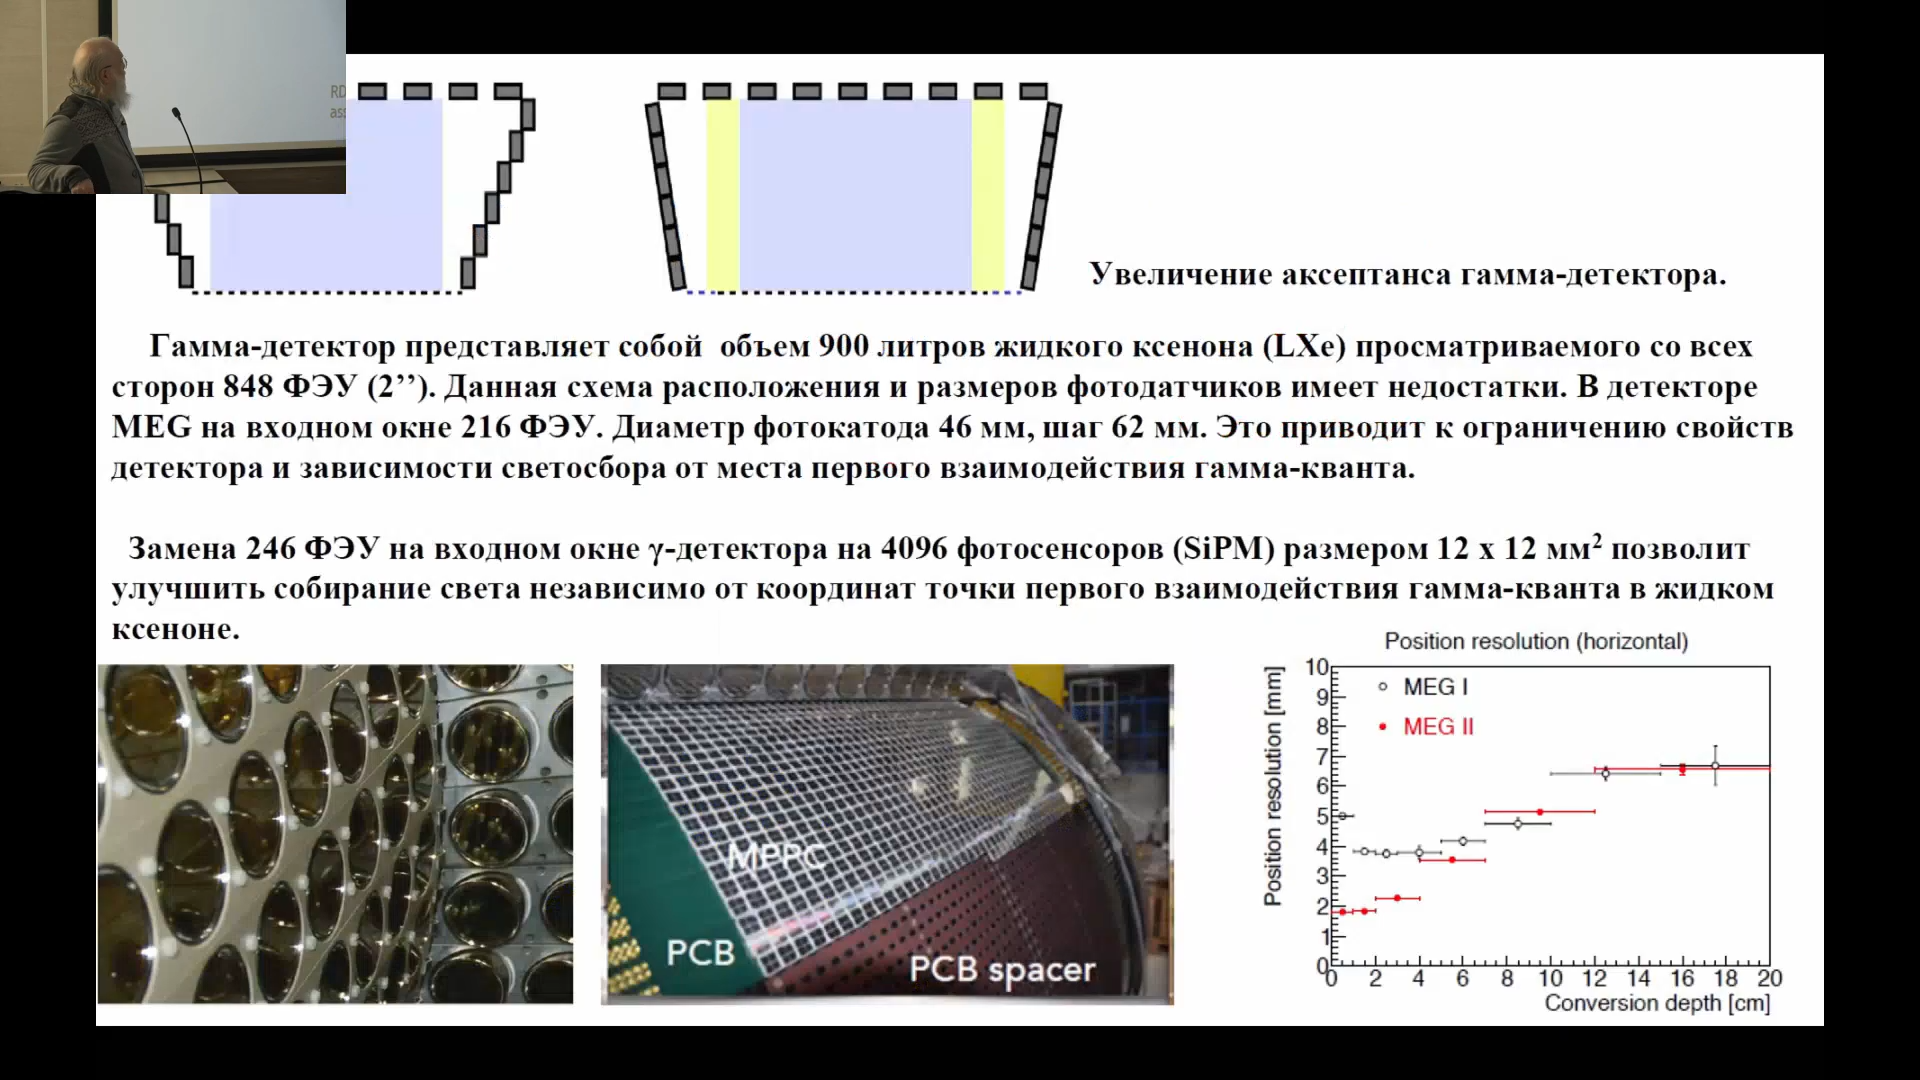 RD
ass
Увеличение аксептанса гамма-детектора.
Гамма-детектор представляет собой объем 900 литров жидкого ксенона (LXe) просматриваемого со всех
сторон 848 ФЭУ (2’’). Данная схема расположения и размеров фотодатчиков имеет недостатки. В детекторе
MEG на входном окне 216 ФЭУ. Диаметр фотокатода 46 мм, шаг 62 мм. Это приводит к ограничению свойств
детектора и зависимости светосбора от места первого взаимодействия гамма-кванта.
Замена 246 ФЭУ на входном окне γ-детектора на 4096 фотосенсоров (SiPM) размером 12 x 12 мм² позволит
улучшить собирание света независимо от координат точки первого взаимодействия гамма-кванта в жидком
ксеноне.
MPPC
PCB
PCB spacer
Position resolution (horizontal)
Position resolution [mm]
10
9
8
7
6
5
4
3
2
1
0
MEG I
MEG II
0 2 4 6 8 10 12 14 16 18 20
Conversion depth [cm]